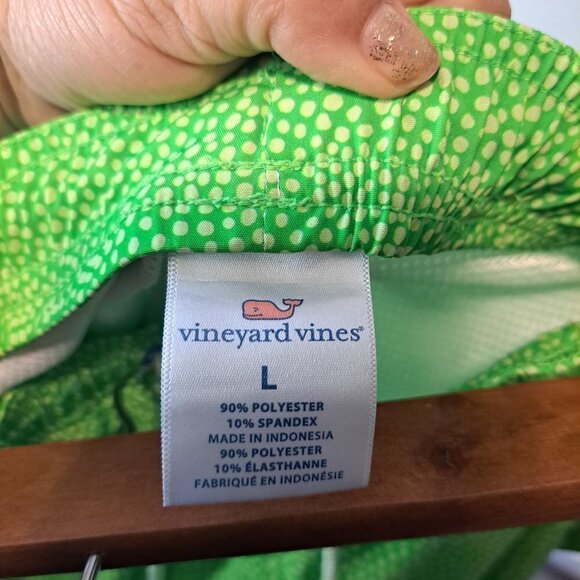 vineyard vines®
L
90% POLYESTER
10% SPANDEX
MADE IN INDONESIA
90% POLYESTER
10% ÉLASTHANNE
FABRIQUÉ EN INDONÉSIE